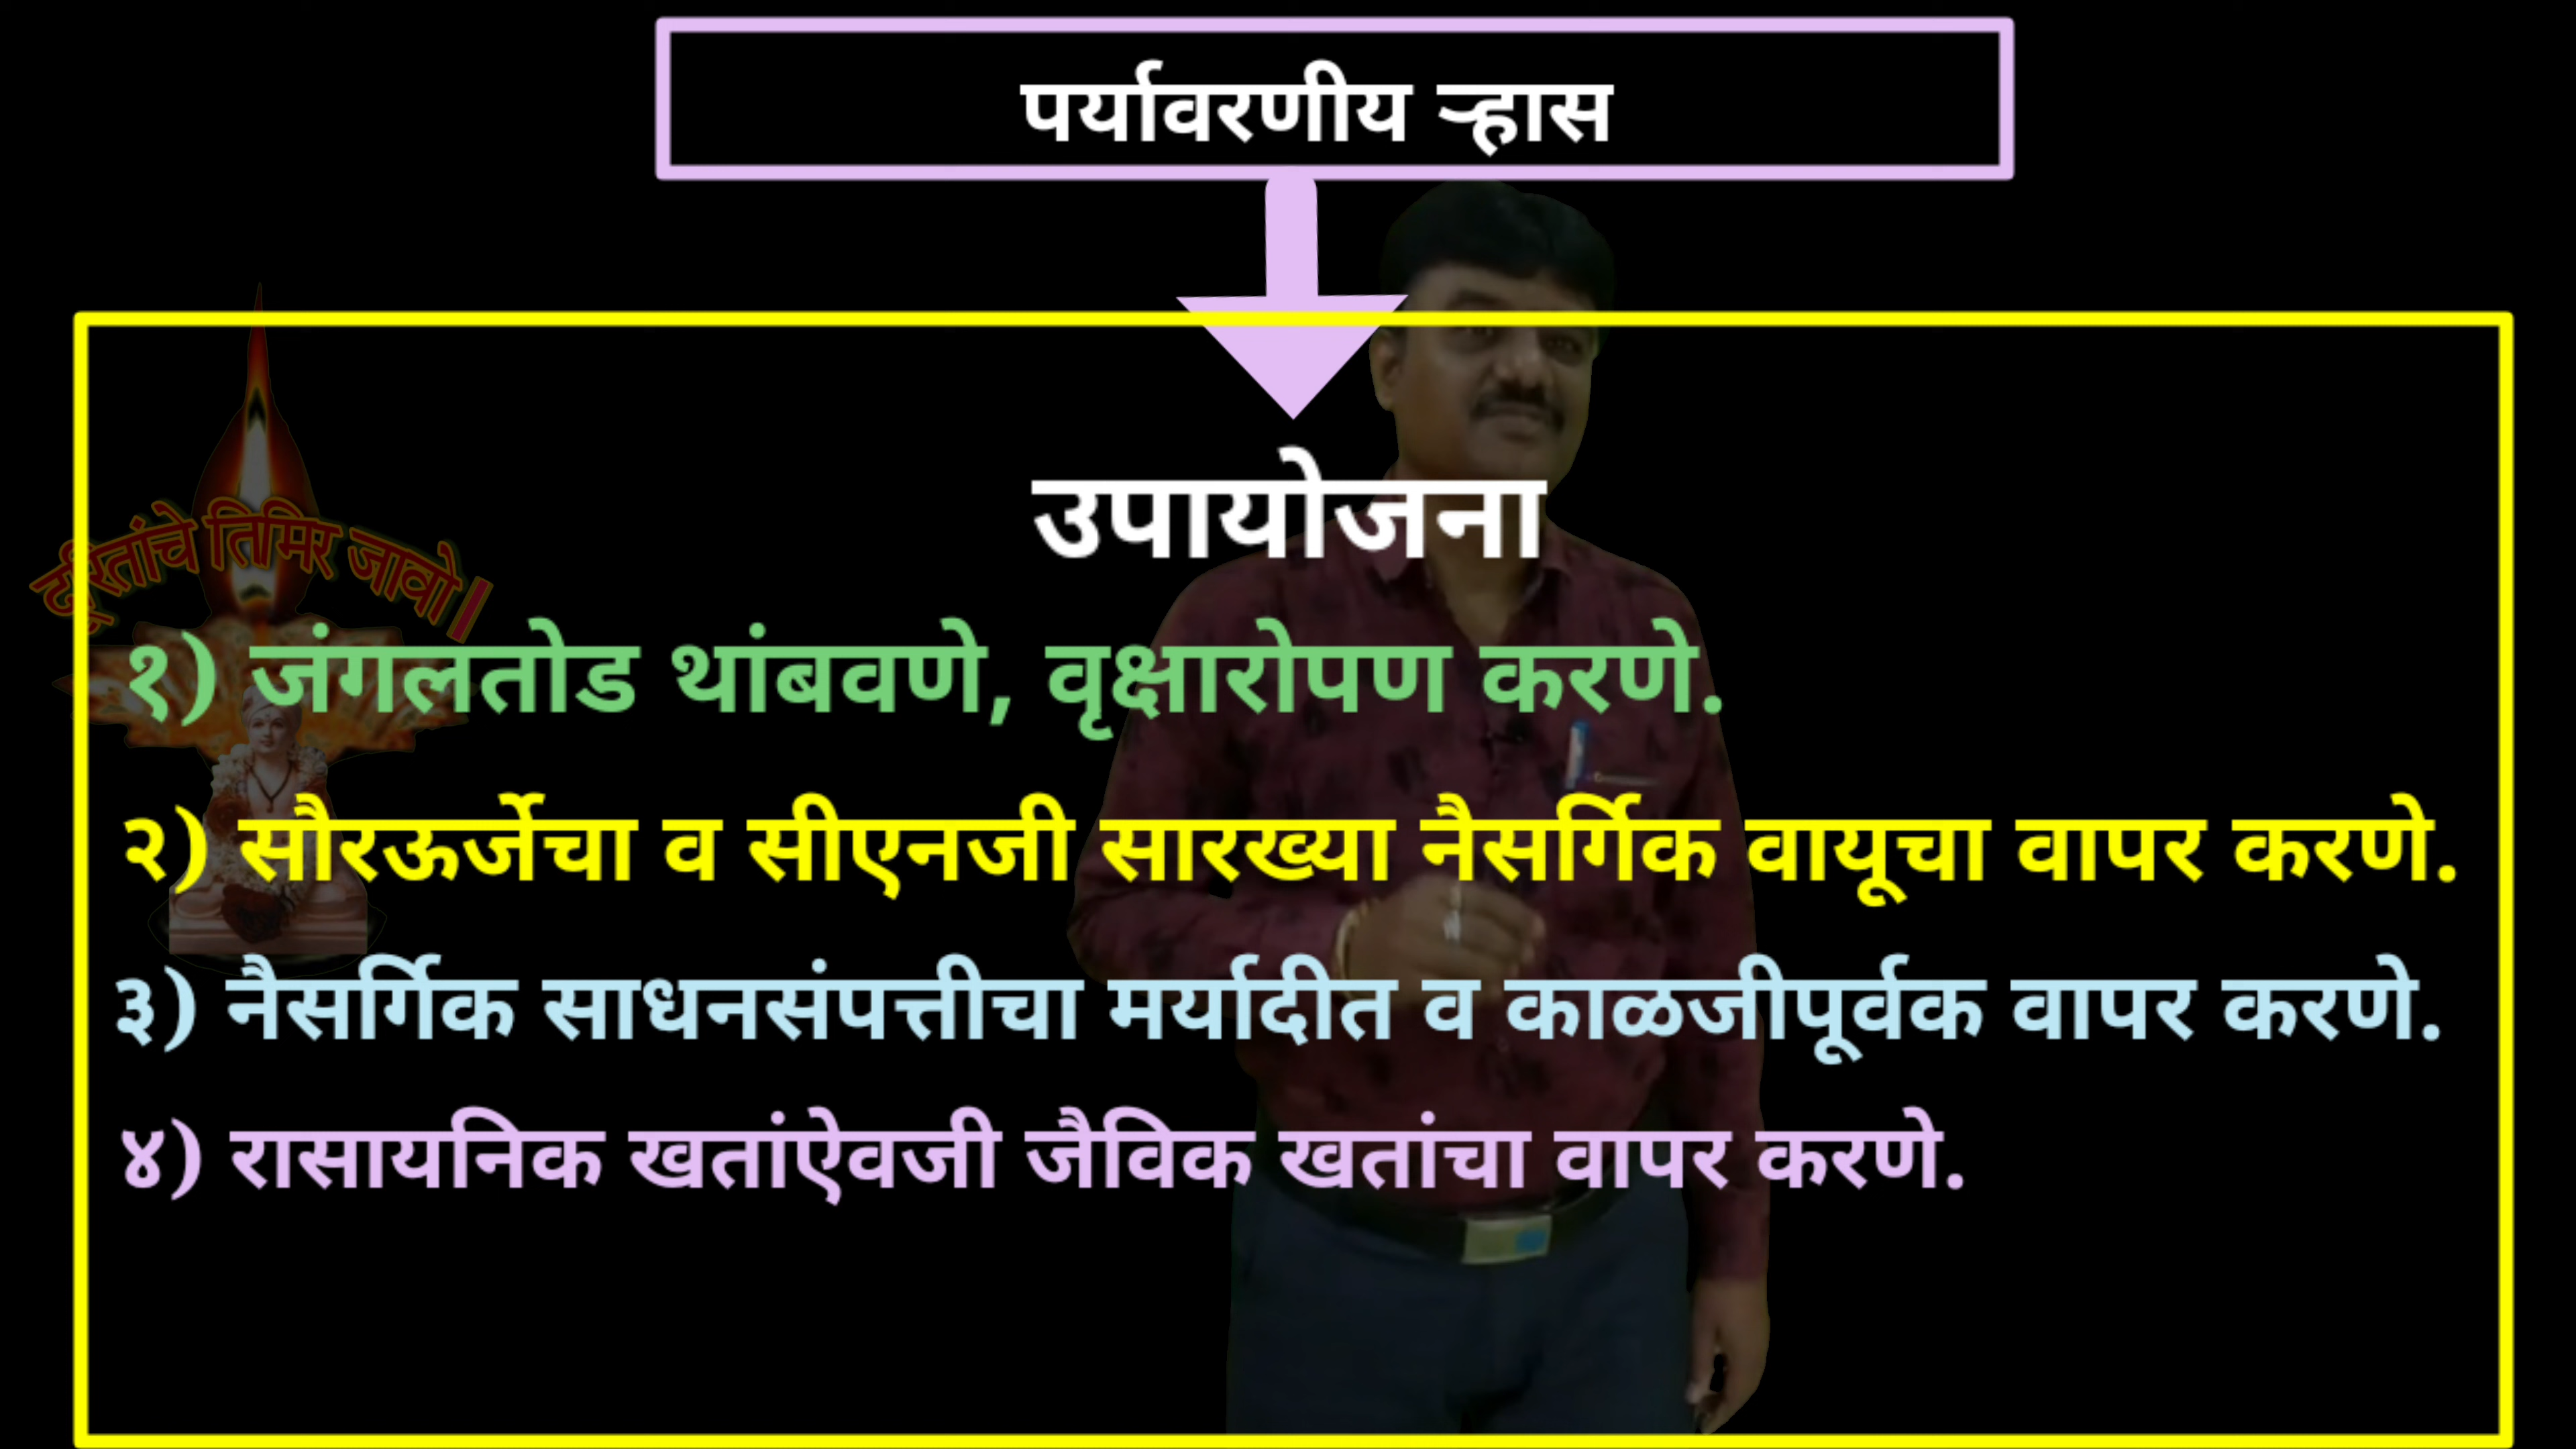 पर्यावरणीय ऱ्हास
उपायोजना
दुरितांचे तिमिर जावो।
१) जंगलतोड थांबवणे, वृक्षारोपण करणे.
२) सौरऊर्जेचा व सीएनजी सारख्या नैसर्गिक वायूचा वापर करणे.
३) नैसर्गिक साधनसंपत्तीचा मर्यादीत व काळजीपूर्वक वापर करणे.
४) रासायनिक खतांऐवजी जैविक खतांचा वापर करणे.